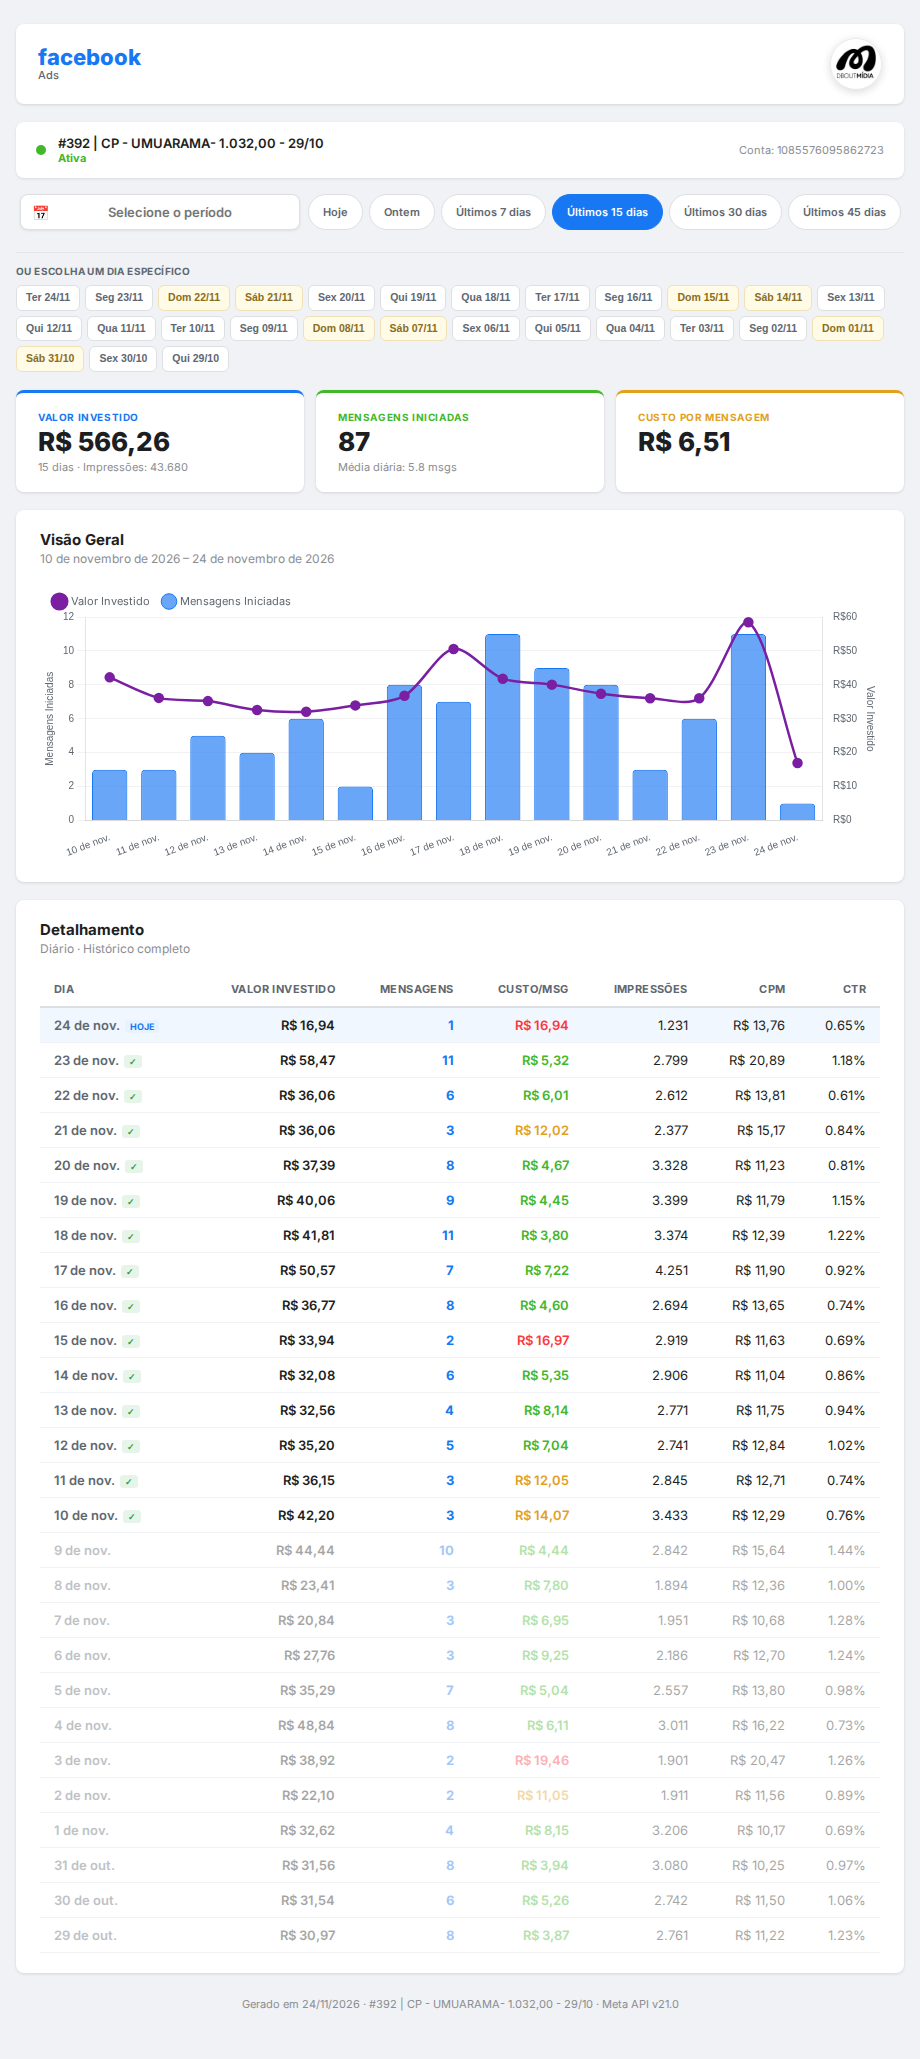 facebook
Ads
DBOUTMÍDIA
#392 | CP - UMUARAMA- 1.032,00 - 29/10
Ativa
Conta: 1085576095862723
📅 Selecione o período Hoje Ontem Últimos 7 dias Últimos 15 dias Últimos 30 dias Últimos 45 dias
OU ESCOLHA UM DIA ESPECÍFICO
Ter 24/11 Seg 23/11 Dom 22/11 Sáb 21/11 Sex 20/11 Qui 19/11 Qua 18/11 Ter 17/11 Seg 16/11 Dom 15/11 Sáb 14/11 Sex 13/11
Qui 12/11 Qua 11/11 Ter 10/11 Seg 09/11 Dom 08/11 Sáb 07/11 Sex 06/11 Qui 05/11 Qua 04/11 Ter 03/11 Seg 02/11 Dom 01/11
Sáb 31/10 Sex 30/10 Qui 29/10
VALOR INVESTIDO
R$ 566,26
15 dias · Impressões: 43.680
MENSAGENS INICIADAS
87
Média diária: 5.8 msgs
CUSTO POR MENSAGEM
R$ 6,51
Visão Geral
10 de novembro de 2026 – 24 de novembro de 2026
Valor Investido Mensagens Iniciadas
Mensagens Iniciadas
12
10
8
6
4
2
0
R$60
R$50
R$40
R$30
R$20
R$10
R$0
Valor Investido
10 de nov. 11 de nov. 12 de nov. 13 de nov. 14 de nov. 15 de nov. 16 de nov. 17 de nov. 18 de nov. 19 de nov. 20 de nov. 21 de nov. 22 de nov. 23 de nov. 24 de nov.
Detalhamento
Diário · Histórico completo
DIA VALOR INVESTIDO MENSAGENS CUSTO/MSG IMPRESSÕES CPM CTR
24 de nov. HOJE R$ 16,94 1 R$ 16,94 1.231 R$ 13,76 0.65%
23 de nov. ✓ R$ 58,47 11 R$ 5,32 2.799 R$ 20,89 1.18%
22 de nov. ✓ R$ 36,06 6 R$ 6,01 2.612 R$ 13,81 0.61%
21 de nov. ✓ R$ 36,06 3 R$ 12,02 2.377 R$ 15,17 0.84%
20 de nov. ✓ R$ 37,39 8 R$ 4,67 3.328 R$ 11,23 0.81%
19 de nov. ✓ R$ 40,06 9 R$ 4,45 3.399 R$ 11,79 1.15%
18 de nov. ✓ R$ 41,81 11 R$ 3,80 3.374 R$ 12,39 1.22%
17 de nov. ✓ R$ 50,57 7 R$ 7,22 4.251 R$ 11,90 0.92%
16 de nov. ✓ R$ 36,77 8 R$ 4,60 2.694 R$ 13,65 0.74%
15 de nov. ✓ R$ 33,94 2 R$ 16,97 2.919 R$ 11,63 0.69%
14 de nov. ✓ R$ 32,08 6 R$ 5,35 2.906 R$ 11,04 0.86%
13 de nov. ✓ R$ 32,56 4 R$ 8,14 2.771 R$ 11,75 0.94%
12 de nov. ✓ R$ 35,20 5 R$ 7,04 2.741 R$ 12,84 1.02%
11 de nov. ✓ R$ 36,15 3 R$ 12,05 2.845 R$ 12,71 0.74%
10 de nov. ✓ R$ 42,20 3 R$ 14,07 3.433 R$ 12,29 0.76%
9 de nov. R$ 44,44 10 R$ 4,44 2.842 R$ 15,64 1.44%
8 de nov. R$ 23,41 3 R$ 7,80 1.894 R$ 12,36 1.00%
7 de nov. R$ 20,84 3 R$ 6,95 1.951 R$ 10,68 1.28%
6 de nov. R$ 27,76 3 R$ 9,25 2.186 R$ 12,70 1.24%
5 de nov. R$ 35,29 7 R$ 5,04 2.557 R$ 13,80 0.98%
4 de nov. R$ 48,84 8 R$ 6,11 3.011 R$ 16,22 0.73%
3 de nov. R$ 38,92 2 R$ 19,46 1.901 R$ 20,47 1.26%
2 de nov. R$ 22,10 2 R$ 11,05 1.911 R$ 11,56 0.89%
1 de nov. R$ 32,62 4 R$ 8,15 3.206 R$ 10,17 0.69%
31 de out. R$ 31,56 8 R$ 3,94 3.080 R$ 10,25 0.97%
30 de out. R$ 31,54 6 R$ 5,26 2.742 R$ 11,50 1.06%
29 de out. R$ 30,97 8 R$ 3,87 2.761 R$ 11,22 1.23%
Gerado em 24/11/2026 · #392 | CP - UMUARAMA- 1.032,00 - 29/10 · Meta API v21.0